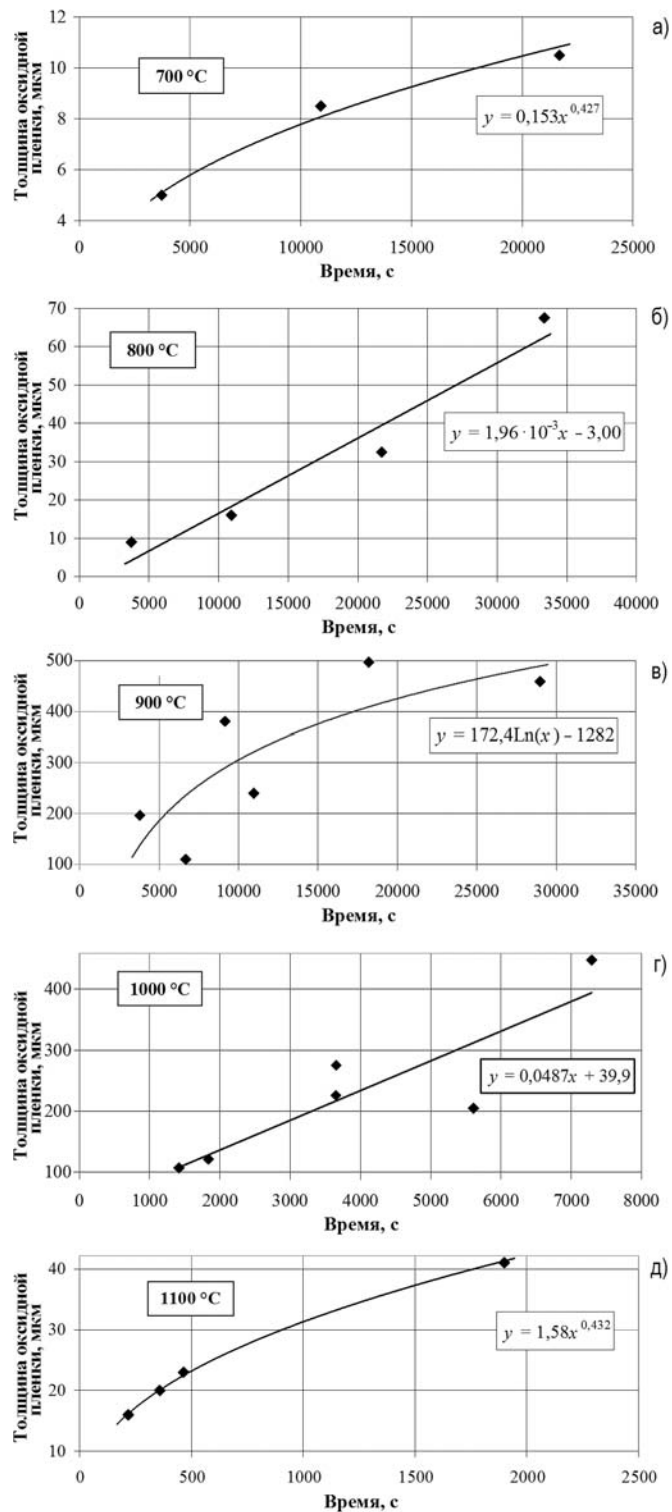 а)
Толщина оксидной
пленки, мкм
12
10
8
6
4
700 °С
y = 0,153x^0,427
0 5000 10000 15000 20000 25000
Время, с
б)
Толщина оксидной
пленки, мкм
70
60
50
40
30
20
10
0
800 °С
y = 1,96 · 10^-3x – 3,00
0 5000 10000 15000 20000 25000 30000 35000 40000
Время, с
в)
Толщина оксидной
пленки, мкм
500
400
300
200
100
900 °С
y = 172,4Ln(x) – 1282
0 5000 10000 15000 20000 25000 30000 35000
Время, с
г)
Толщина оксидной
пленки, мкм
400
300
200
100
1000 °С
y = 0,0487x + 39,9
0 1000 2000 3000 4000 5000 6000 7000 8000
Время, с
д)
Толщина оксидной
пленки, мкм
40
30
20
10
1100 °С
y = 1,58x^0,432
0 500 1000 1500 2000 2500
Время, с